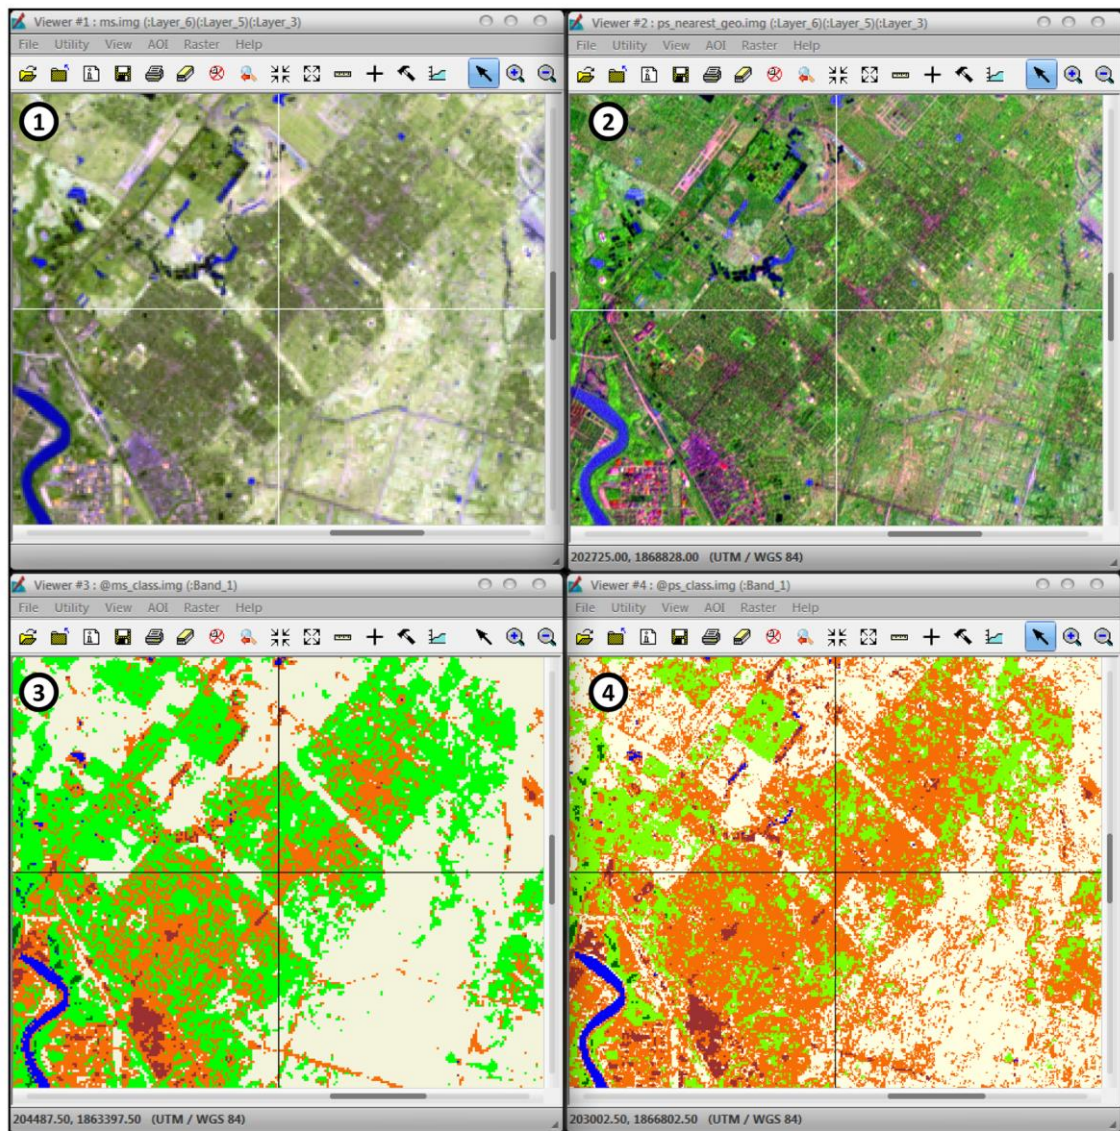 Viewer #1 : ms.img (:Layer_6)(:Layer_5)(:Layer_3)
File Utility View AOI Raster Help
1
Viewer #2 : ps_nearest_geo.img (:Layer_6)(:Layer_5)(:Layer_3)
File Utility View AOI Raster Help
2
202725.00, 1868828.00 (UTM / WGS 84)
Viewer #3 : @ms_class.img (:Band_1)
File Utility View AOI Raster Help
3
204487.50, 1863397.50 (UTM / WGS 84)
Viewer #4 : @ps_class.img (:Band_1)
File Utility View AOI Raster Help
4
203002.50, 1866802.50 (UTM / WGS 84)